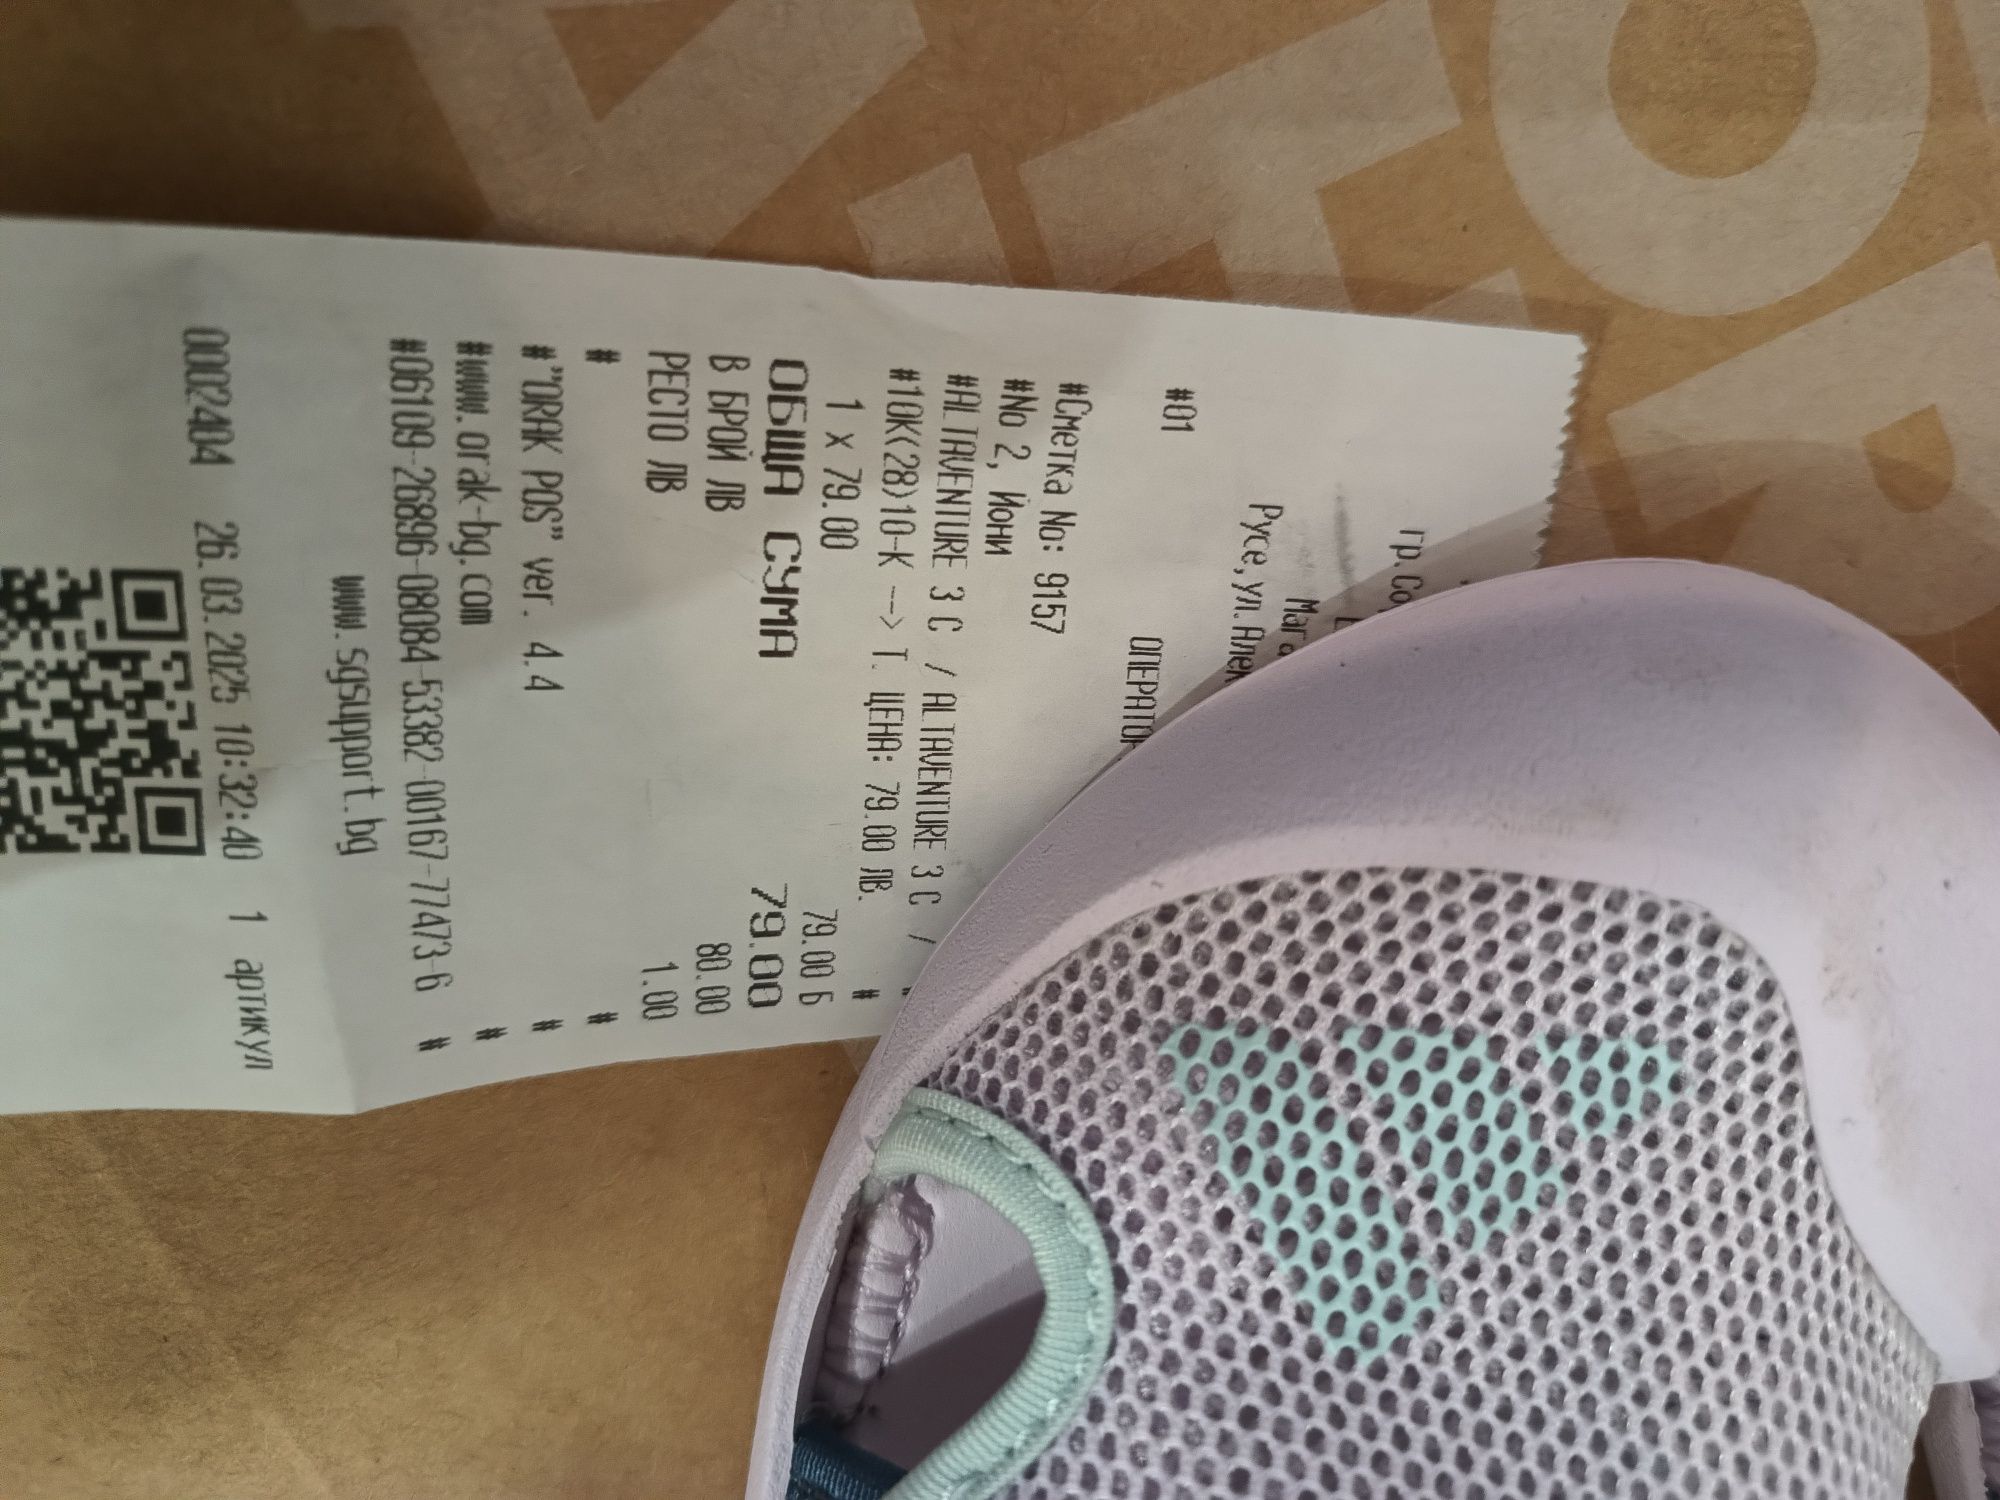 гр.Со
Мага
Русе,ул.Алек
#01 ОПЕРАТОР
#Сметка No: 9157
#No 2, Йони
#ALTAVENTURE 3 C / ALTAVENTURE 3 C / #
#10K(28)10-K --> Т. ЦЕНА: 79.00 ЛВ. #
1 x 79.00 79.00 Б
ОБЩА СУМА 79.00
В БРОЙ ЛВ 80.00
РЕСТО ЛВ 1.00
# #
#"ORAK POS" ver. 4.4 #
#www.orak-bg.com #
#06109-26896-08084-53382-00167-77473-6 #
www.sgsupport.bg
0002404 26.03.2025 10:32:40 1 артикул